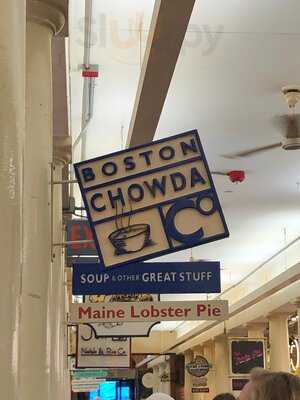 BOSTON
CHOWDA
Co
SOUP & OTHER GREAT STUFF
Maine Lobster Pie